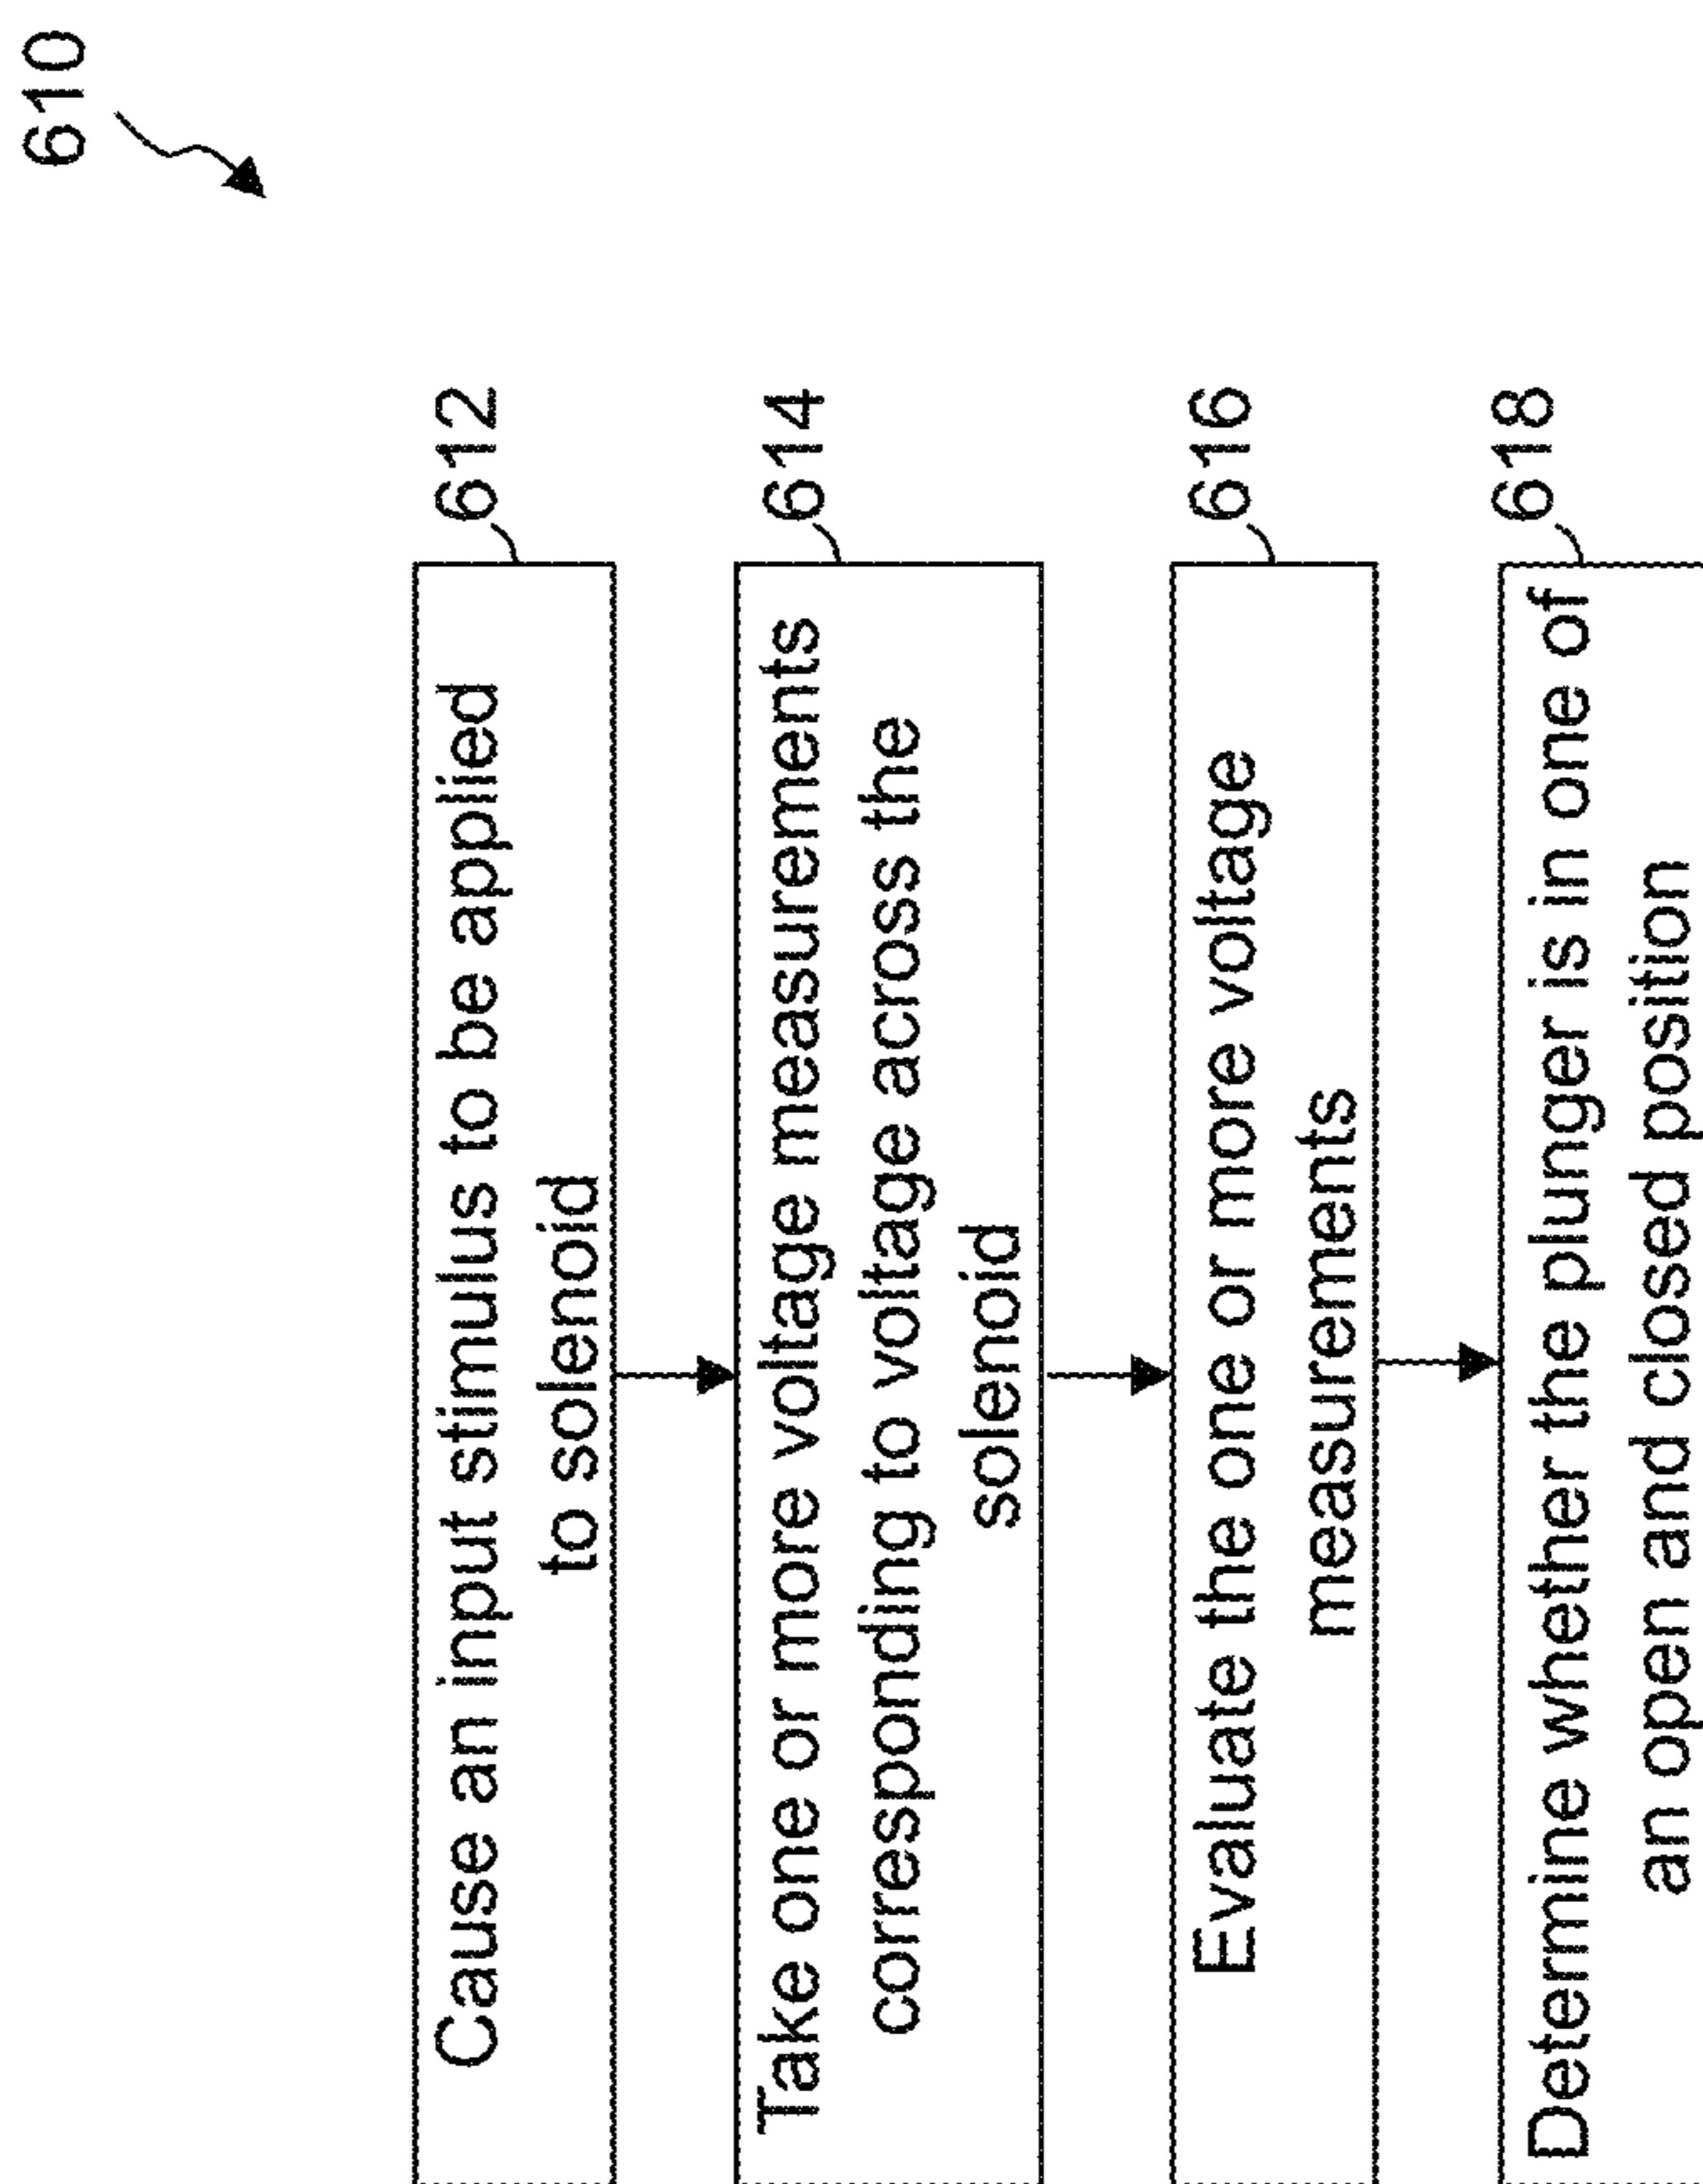 610
Cause an input stimulus to be applied
to solenoid
612
Take one or more voltage measurements
corresponding to voltage across the
solenoid
614
Evaluate the one or more voltage
measurements
616
Determine whether the plunger is in one of
an open and closed position
618